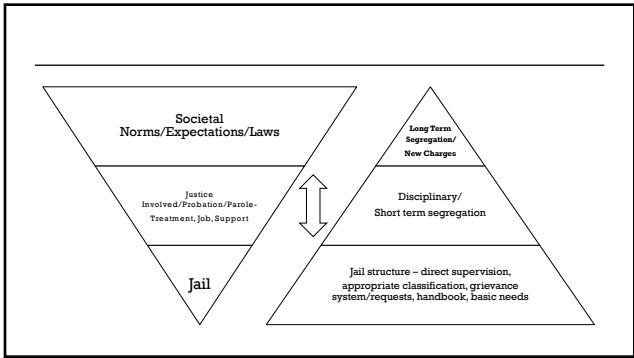 Societal
Norms/Expectations/Laws
Justice
Involved/Probation/Parole-
Treatment, Job, Support
Jail
Long Term
Segregation/
New Charges
Disciplinary/
Short term segregation
Jail structure – direct supervision,
appropriate classification, grievance
system/requests, handbook, basic needs